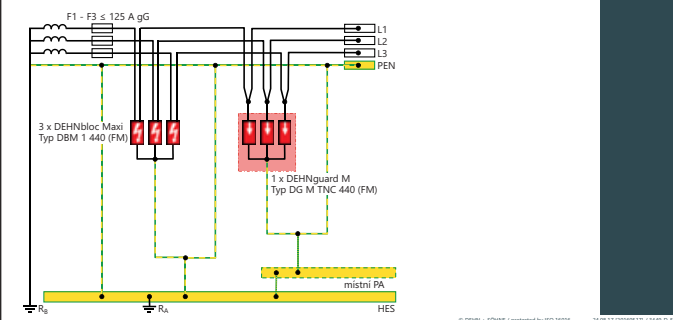 F1 - F3 ≤ 125 A gG
L1
L2
L3
PEN
3 x DEHNbloc Maxi
Typ DBM 1 440 (FM)
1 x DEHNguard M
Typ DG M TNC 440 (FM)
místní PA
HES
RB
RA